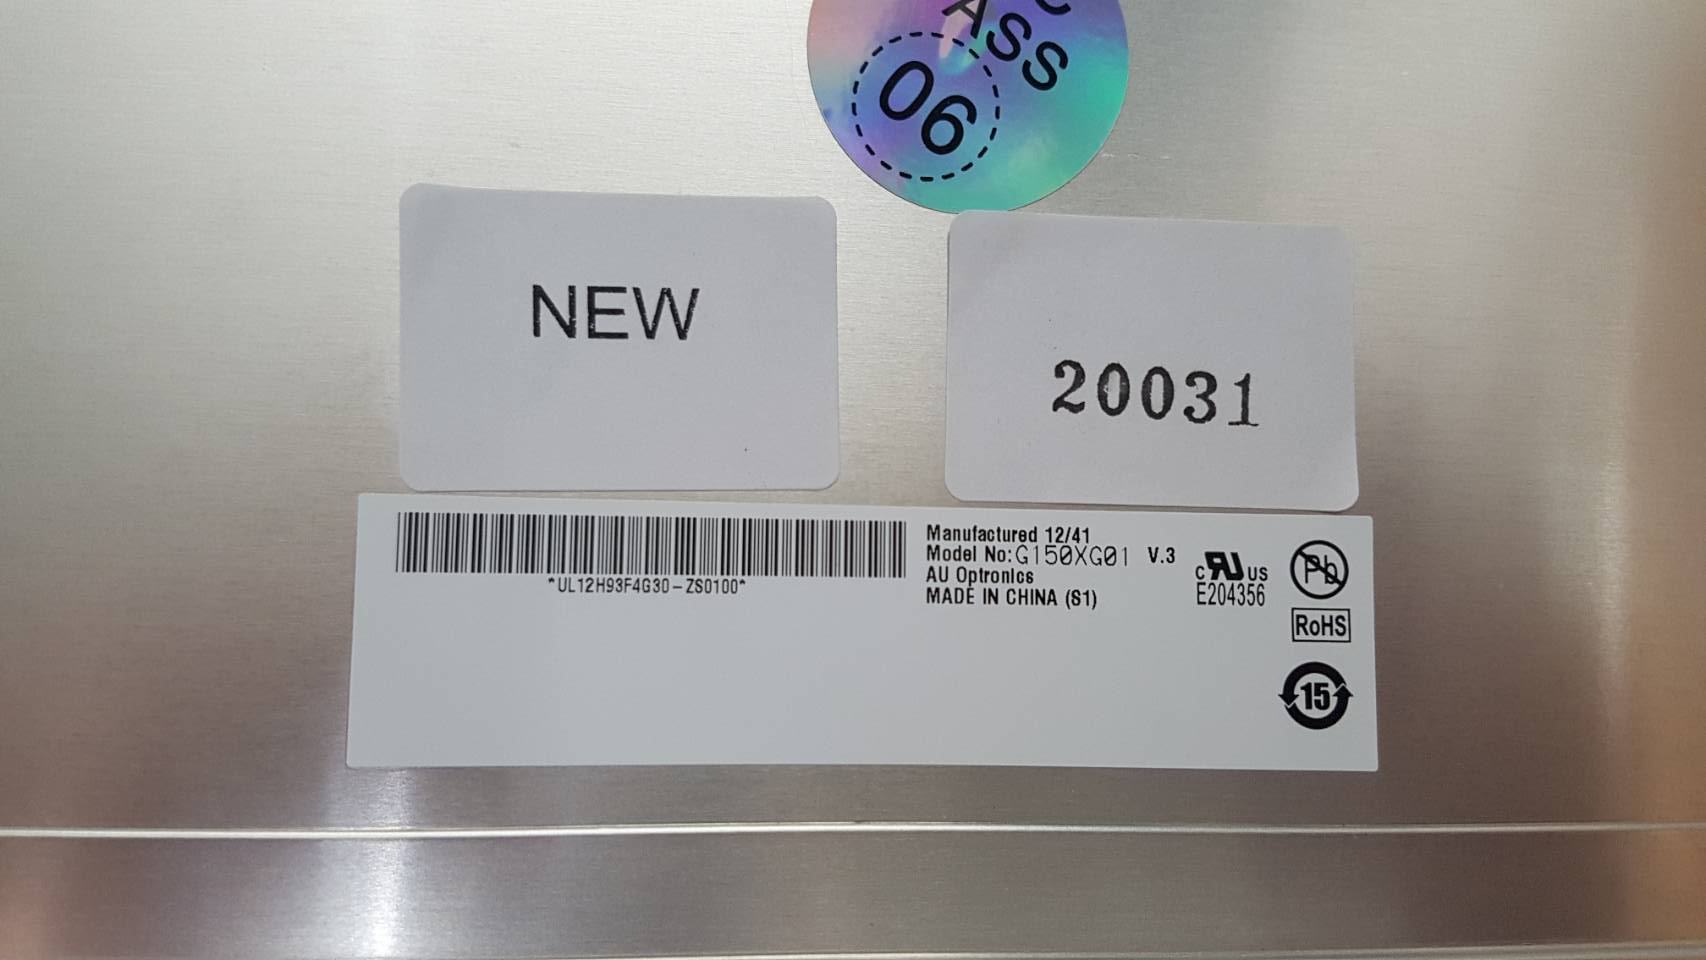 ASS
06
NEW
20031
*UL12H93F4G30-ZS0100*
Manufactured 12/41
Model No:G150XG01 V.3
AU Optronics
MADE IN CHINA (S1)
c RU US
E204356
Pb
RoHS
15